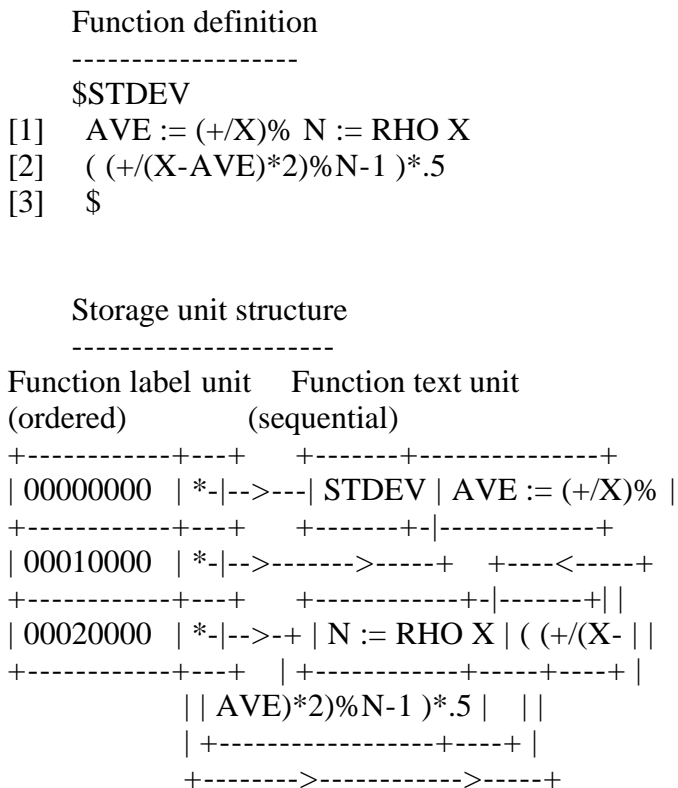 Function definition
-------------------
$STDEV
[1] AVE := (+/X)% N := RHO X
[2] ( (+/(X-AVE)*2)%N-1 )*.5
[3] $
Storage unit structure
----------------------
Function label unit Function text unit
(ordered) (sequential)
+------------+---+ +-------+---------------+
| 00000000 | *-|-->---| STDEV | AVE := (+/X)% |
+------------+---+ +-------+-|-------------+
| 00010000 | *-|-->------->-----+ +----<-----+
+------------+---+ +------------+-|-------+| |
| 00020000 | *-|-->-+ | N := RHO X | ( (+/(X- | |
+------------+---+ | +------------+-----+----+ |
| | AVE)*2)%N-1 )*.5 | | |
| +------------------+----+ |
+-------->------------>-----+